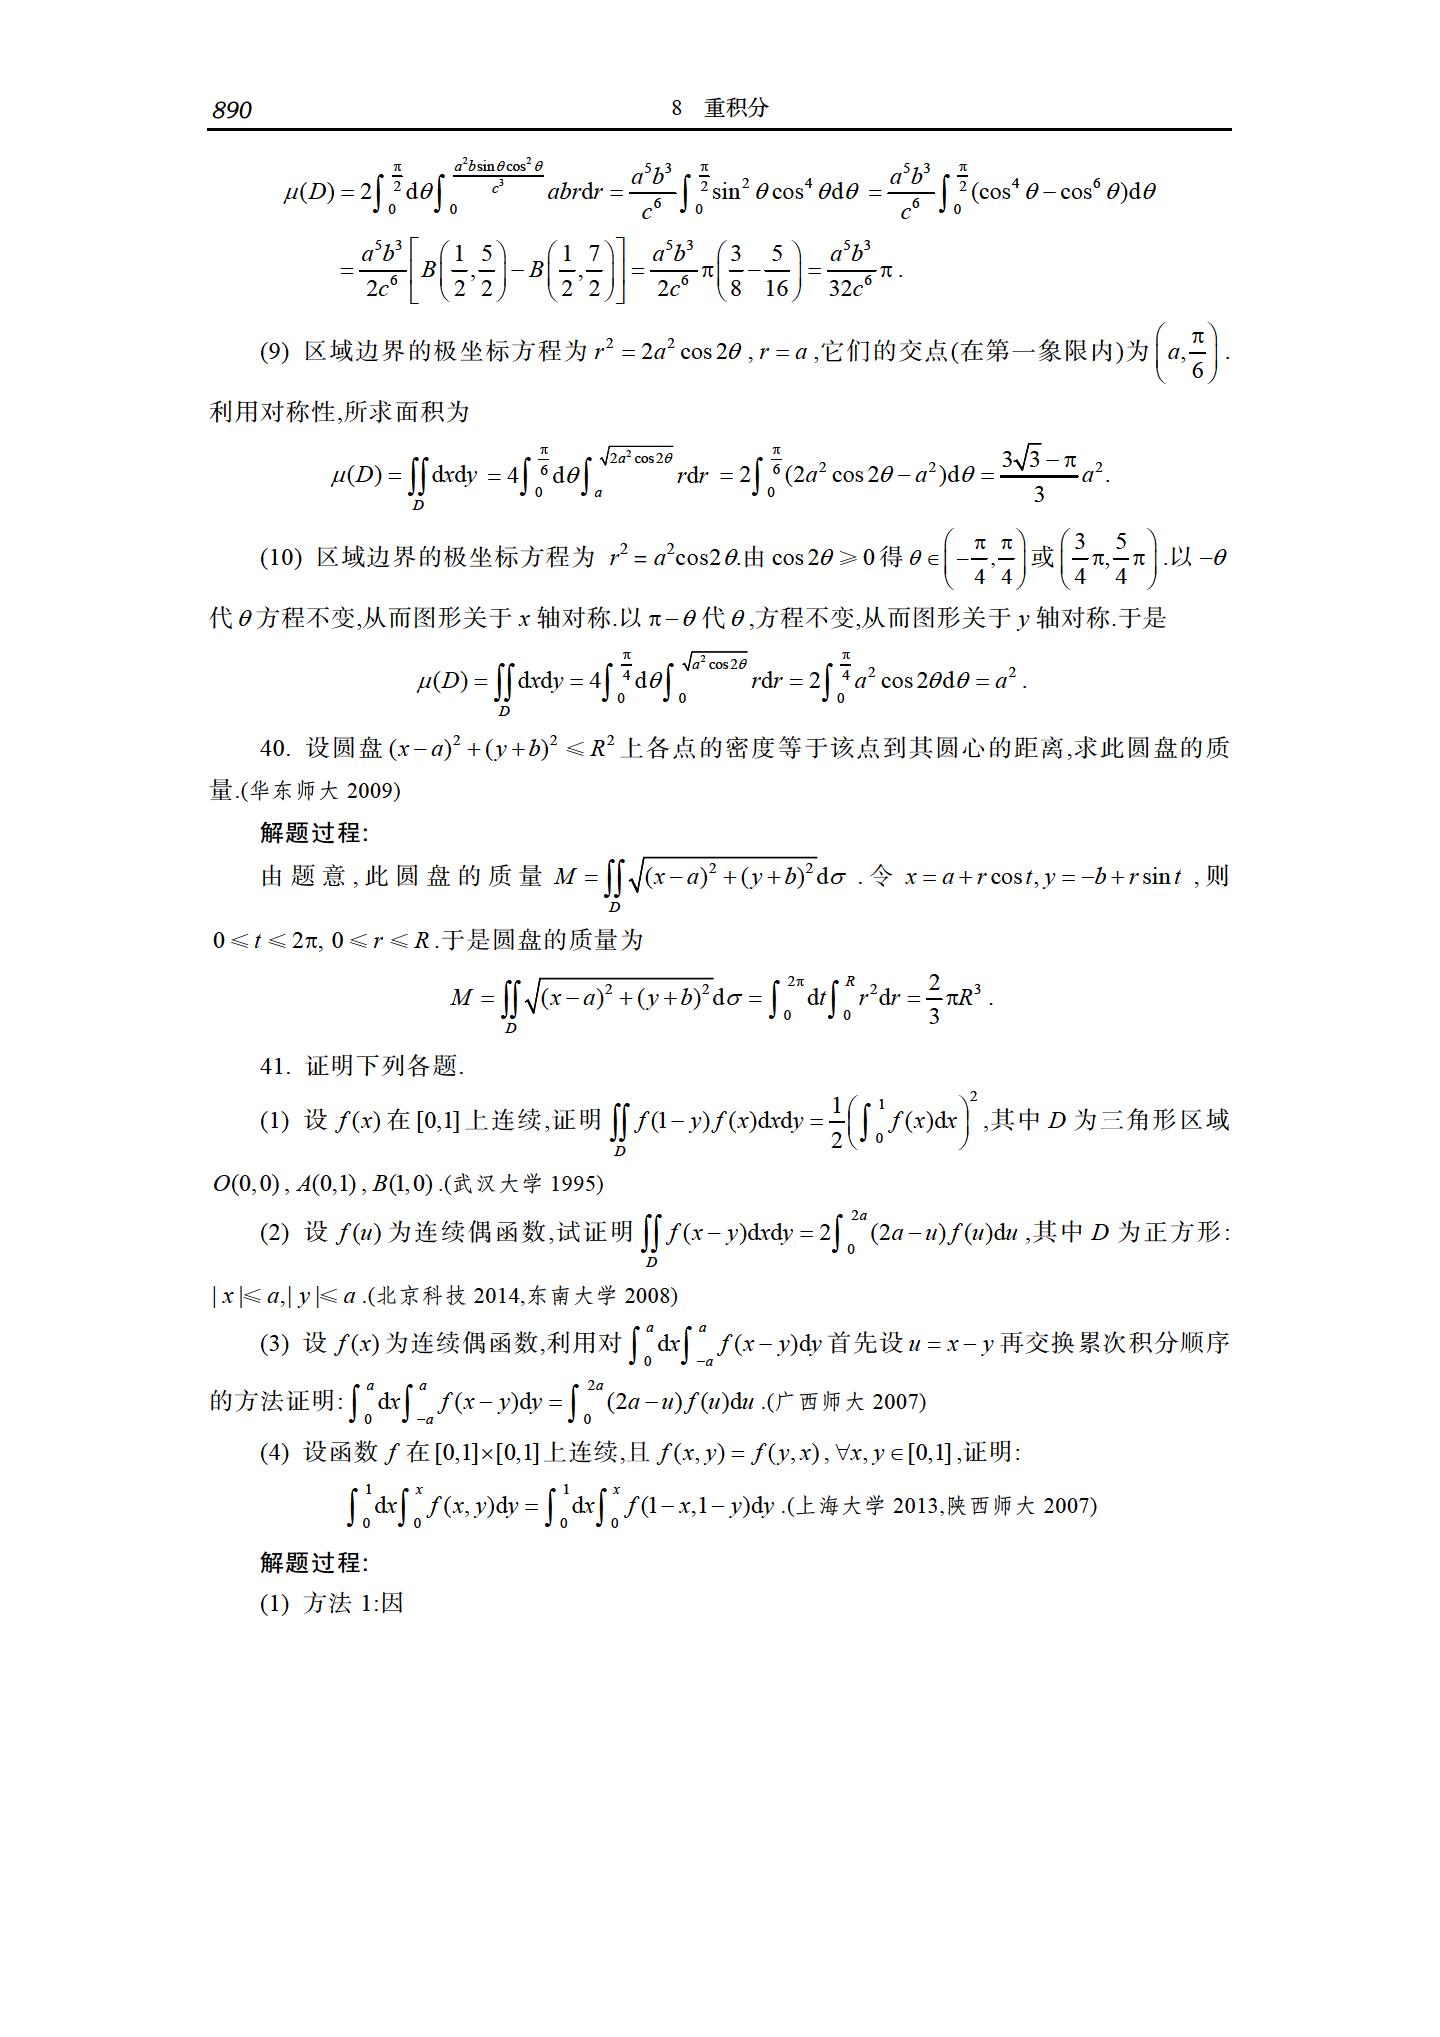 890	8 重积分
$\mu(D)=2\int_0^{\frac{\pi}{2}}\mathrm{d}\theta\int_0^{\frac{a^2b\sin\theta\cos^2\theta}{c^3}}abr\mathrm{d}r=\frac{a^5b^3}{c^6}\int_0^{\frac{\pi}{2}}\sin^2\theta\cos^4\theta\mathrm{d}\theta=\frac{a^5b^3}{c^6}\int_0^{\frac{\pi}{2}}(\cos^4\theta-\cos^6\theta)\mathrm{d}\theta$
$=\frac{a^5b^3}{2c^6}\left[B\left(\frac{1}{2},\frac{5}{2}\right)-B\left(\frac{1}{2},\frac{7}{2}\right)\right]=\frac{a^5b^3}{2c^6}\pi\left(\frac{3}{8}-\frac{5}{16}\right)=\frac{a^5b^3}{32c^6}\pi$.
(9) 区域边界的极坐标方程为 $r^2=2a^2\cos2\theta$, $r=a$,它们的交点(在第一象限内)为$\left(a,\frac{\pi}{6}\right)$.
利用对称性,所求面积为
$\mu(D)=\iint_D\mathrm{d}x\mathrm{d}y=4\int_0^{\frac{\pi}{6}}\mathrm{d}\theta\int_a^{\sqrt{2a^2\cos2\theta}}r\mathrm{d}r=2\int_0^{\frac{\pi}{6}}(2a^2\cos2\theta-a^2)\mathrm{d}\theta=\frac{3\sqrt{3}-\pi}{3}a^2$.
(10) 区域边界的极坐标方程为 $r^2=a^2\cos2\theta$.由 $\cos2\theta\geqslant0$ 得 $\theta\in\left(-\frac{\pi}{4},\frac{\pi}{4}\right)$或$\left(\frac{3}{4}\pi,\frac{5}{4}\pi\right)$.以 $-\theta$
代 $\theta$ 方程不变,从而图形关于 $x$ 轴对称.以 $\pi-\theta$ 代 $\theta$,方程不变,从而图形关于 $y$ 轴对称.于是
$\mu(D)=\iint_D\mathrm{d}x\mathrm{d}y=4\int_0^{\frac{\pi}{4}}\mathrm{d}\theta\int_0^{\sqrt{a^2\cos2\theta}}r\mathrm{d}r=2\int_0^{\frac{\pi}{4}}a^2\cos2\theta\mathrm{d}\theta=a^2$.
40. 设圆盘 $(x-a)^2+(y+b)^2\leqslant R^2$ 上各点的密度等于该点到其圆心的距离,求此圆盘的质
量.(华东师大 2009)
解题过程:
由题意,此圆盘的质量 $M=\iint_D\sqrt{(x-a)^2+(y+b)^2}\mathrm{d}\sigma$.令 $x=a+r\cos t,y=-b+r\sin t$,则
$0\leqslant t\leqslant2\pi,0\leqslant r\leqslant R$.于是圆盘的质量为
$M=\iint_D\sqrt{(x-a)^2+(y+b)^2}\mathrm{d}\sigma=\int_0^{2\pi}\mathrm{d}t\int_0^Rr^2\mathrm{d}r=\frac{2}{3}\pi R^3$.
41. 证明下列各题.
(1) 设 $f(x)$ 在 $[0,1]$ 上连续,证明 $\iint_Df(1-y)f(x)\mathrm{d}x\mathrm{d}y=\frac{1}{2}\left(\int_0^1f(x)\mathrm{d}x\right)^2$,其中 $D$ 为三角形区域
$O(0,0)$, $A(0,1)$, $B(1,0)$.(武汉大学 1995)
(2) 设 $f(u)$ 为连续偶函数,试证明 $\iint_Df(x-y)\mathrm{d}x\mathrm{d}y=2\int_0^{2a}(2a-u)f(u)\mathrm{d}u$,其中 $D$ 为正方形:
$|x|\leqslant a,|y|\leqslant a$.(北京科技 2014,东南大学 2008)
(3) 设 $f(x)$ 为连续偶函数,利用对 $\int_0^a\mathrm{d}x\int_{-a}^af(x-y)\mathrm{d}y$ 首先设 $u=x-y$ 再交换累次积分顺序
的方法证明:$\int_0^a\mathrm{d}x\int_{-a}^af(x-y)\mathrm{d}y=\int_0^{2a}(2a-u)f(u)\mathrm{d}u$.(广西师大 2007)
(4) 设函数 $f$ 在 $[0,1]\times[0,1]$ 上连续,且 $f(x,y)=f(y,x),\forall x,y\in[0,1]$,证明:
$\int_0^1\mathrm{d}x\int_0^xf(x,y)\mathrm{d}y=\int_0^1\mathrm{d}x\int_0^xf(1-x,1-y)\mathrm{d}y$.(上海大学 2013,陕西师大 2007)
解题过程:
(1) 方法 1:因